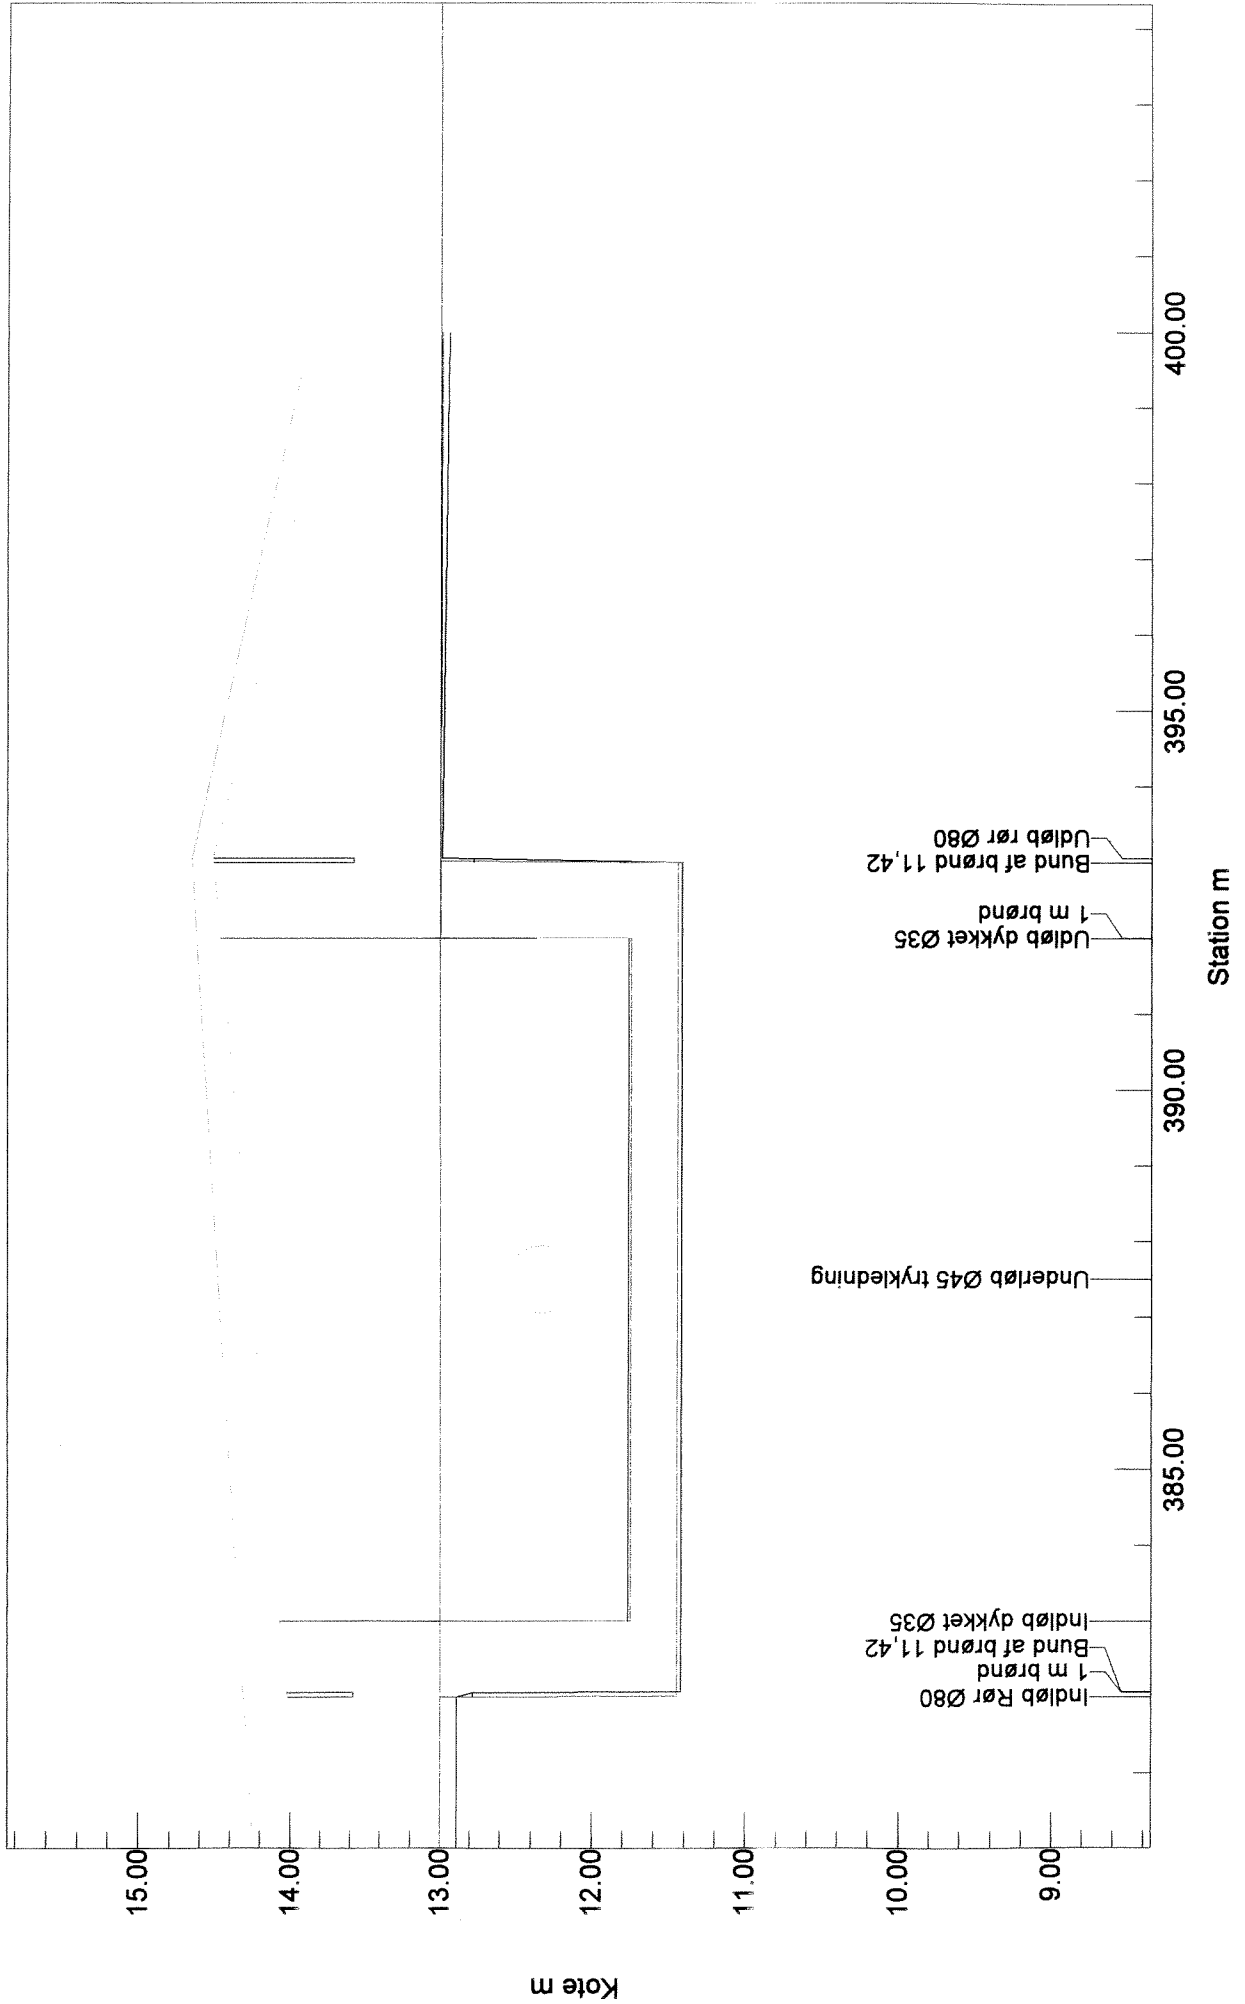 Kote m
15.00
14.00
13.00
12.00
11.00
10.00
9.00
Indløb Rør Ø80
1 m brønd
Bund af brønd 11,42
Indløb dykket Ø35
Underløb Ø45 trykledning
Udløb dykket Ø35
1 m brønd
Bund af brønd 11,42
Udløb rør Ø80
385.00
390.00
395.00
400.00
Station m